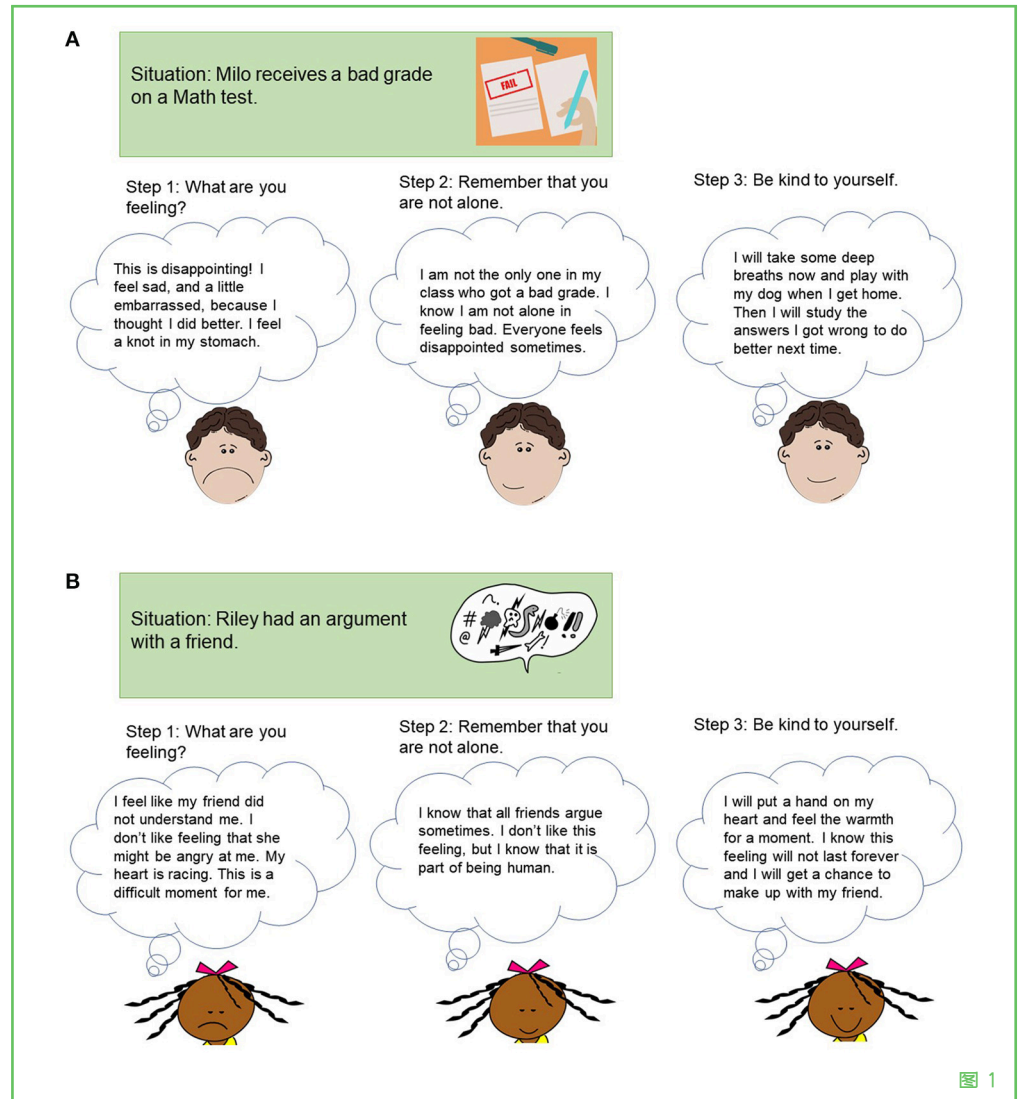 A
Situation: Milo receives a bad grade
on a Math test.
FAIL
Step 1: What are you
feeling?
This is disappointing! I
feel sad, and a little
embarrassed, because I
thought I did better. I feel
a knot in my stomach.
Step 2: Remember that you
are not alone.
I am not the only one in my
class who got a bad grade. I
know I am not alone in
feeling bad. Everyone feels
disappointed sometimes.
Step 3: Be kind to yourself.
I will take some deep
breaths now and play with
my dog when I get home.
Then I will study the
answers I got wrong to do
better next time.
B
Situation: Riley had an argument
with a friend.
#
@
Step 1: What are you
feeling?
I feel like my friend did
not understand me. I
don't like feeling that she
might be angry at me. My
heart is racing. This is a
difficult moment for me.
Step 2: Remember that you
are not alone.
I know that all friends argue
sometimes. I don't like this
feeling, but I know that it is
part of being human.
Step 3: Be kind to yourself.
I will put a hand on my
heart and feel the warmth
for a moment. I know this
feeling will not last forever
and I will get a chance to
make up with my friend.
图 1